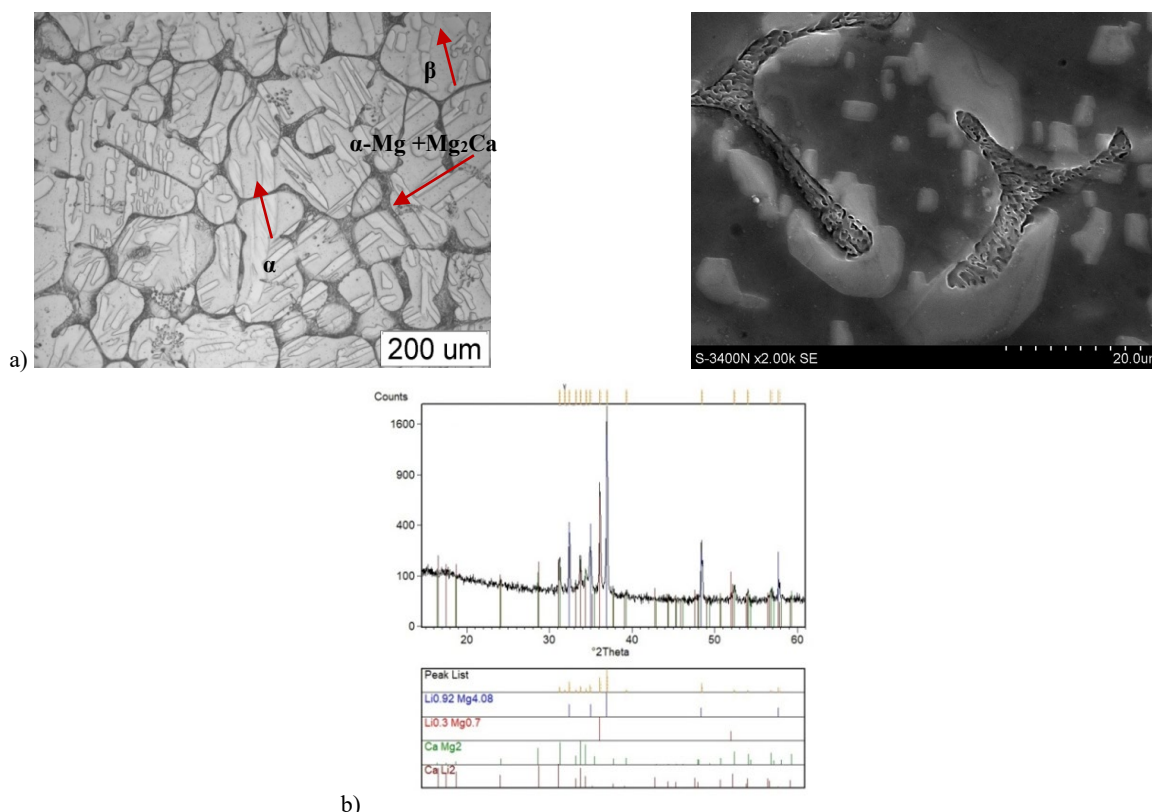 β
α-Mg +Mg₂Ca
α
200 um
a)
S-3400N x2.00k SE
20.0um
Counts
1600
900
400
100
0
20
30
40
50
60
°2Theta
Peak List
Li0.92 Mg4.08
Li0.3 Mg0.7
Ca Mg2
Ca Li2
b)